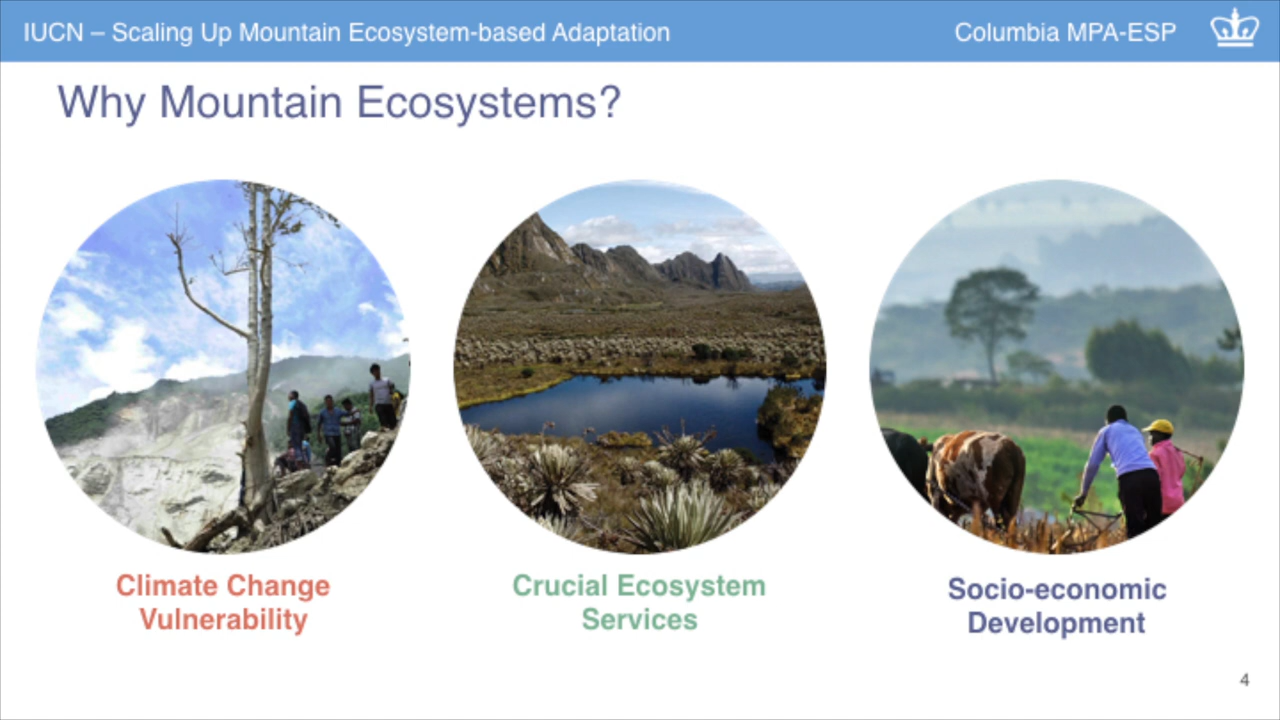 IUCN – Scaling Up Mountain Ecosystem-based Adaptation
Columbia MPA-ESP
Why Mountain Ecosystems?
Climate Change
Vulnerability
Crucial Ecosystem
Services
Socio-economic
Development
4